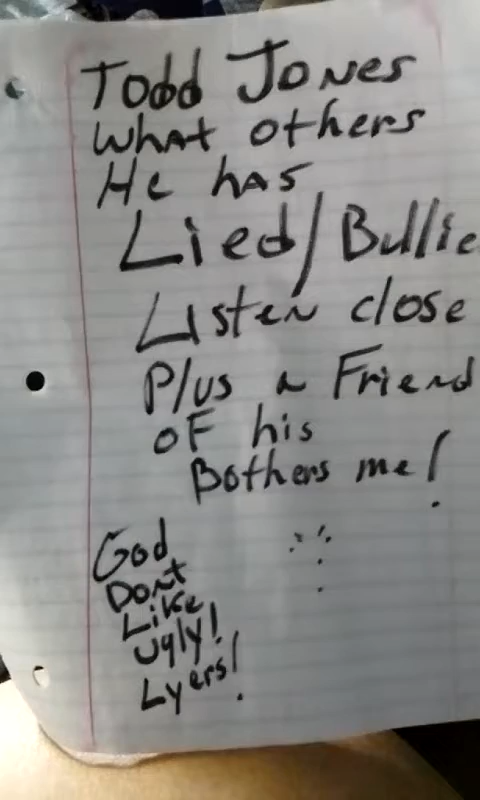 Todd Jones
What others
He has
Lied/Bullie
Listen close
Plus a Friend
OF his
Bothers me!
God
Dont
Like
Ugly!
Lyers!